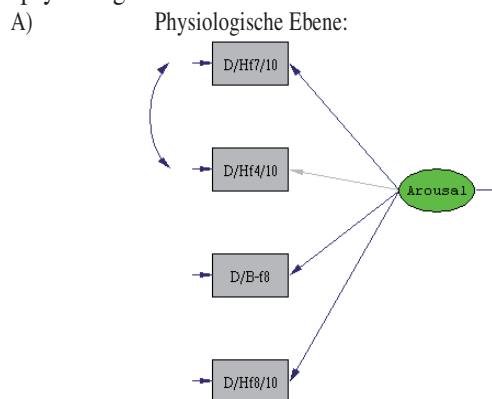 A) Physiologische Ebene:
D/Hf7/10
D/Hf4/10
Arousal
D/B-f8
D/Hf8/10